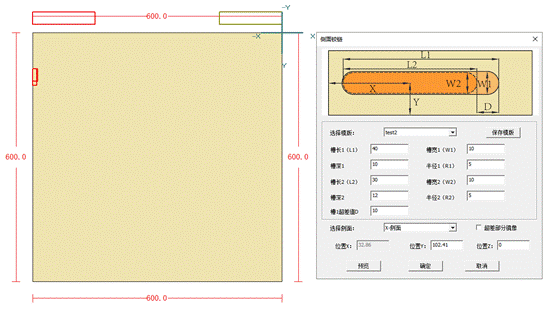 600.0
-Y
-X
X
Y
600.0
600.0
600.0
侧面铰链
L1
L2
W2
W1
X
Y
D
选择模版: test2 保存模版
槽长1 (L1) 40 槽宽1 (W1) 10
槽深1 10 半径1 (R1) 5
槽长2 (L2) 30 槽宽2 (W2) 10
槽深2 12 半径2 (R2) 5
槽1超差值D 10
选择侧面: X-侧面 超差部分镜像
位置X: 32.86 位置Y: 102.41 位置Z: 0
预览 确定 取消